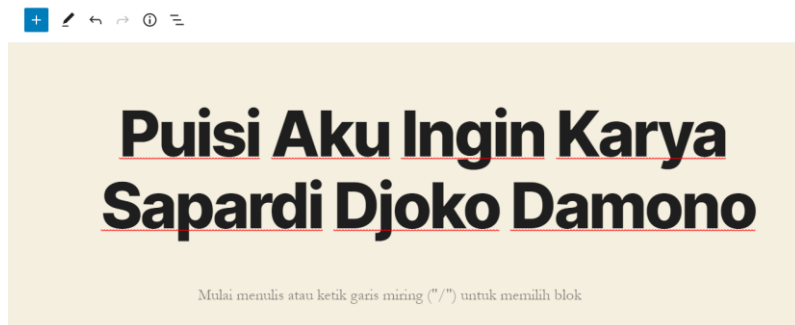 Puisi Aku Ingin Karya
Sapardi Djoko Damono
Mulai menulis atau ketik garis miring ("/") untuk memilih blok